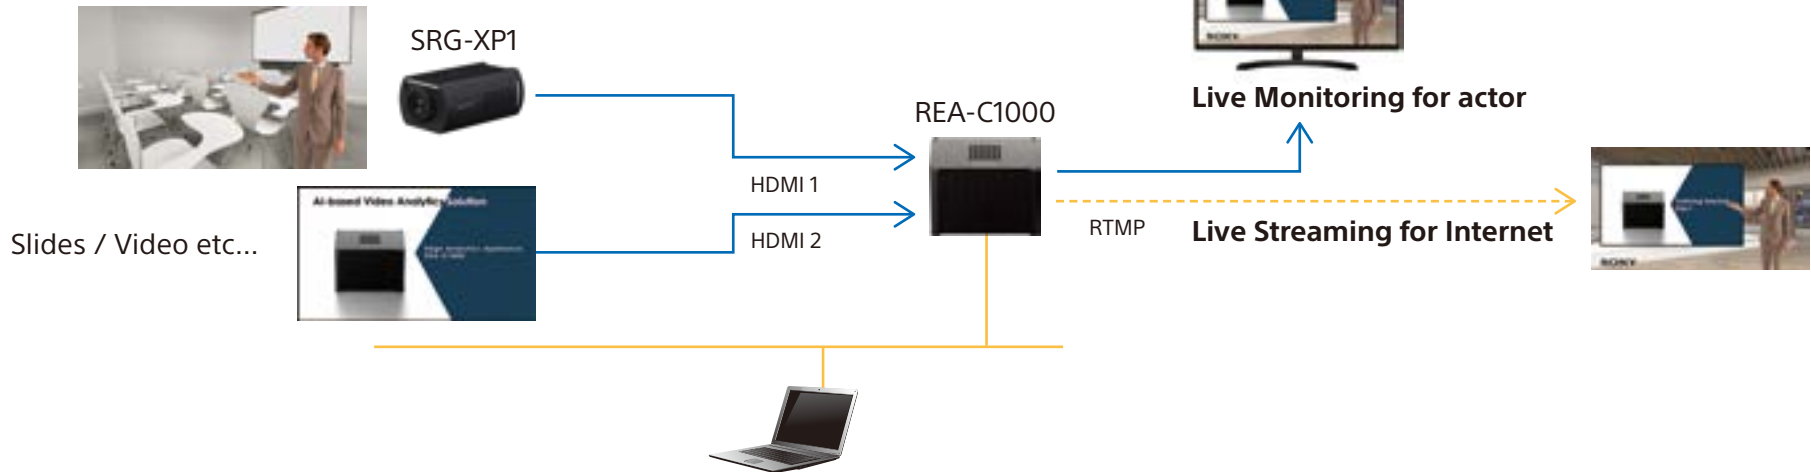 SONY
SRG-XP1
Live Monitoring for actor
REA-C1000
HDMI 1
AI-based Video Analytics Solution
Slides / Video etc...
HDMI 2
RTMP
Live Streaming for Internet
SONY